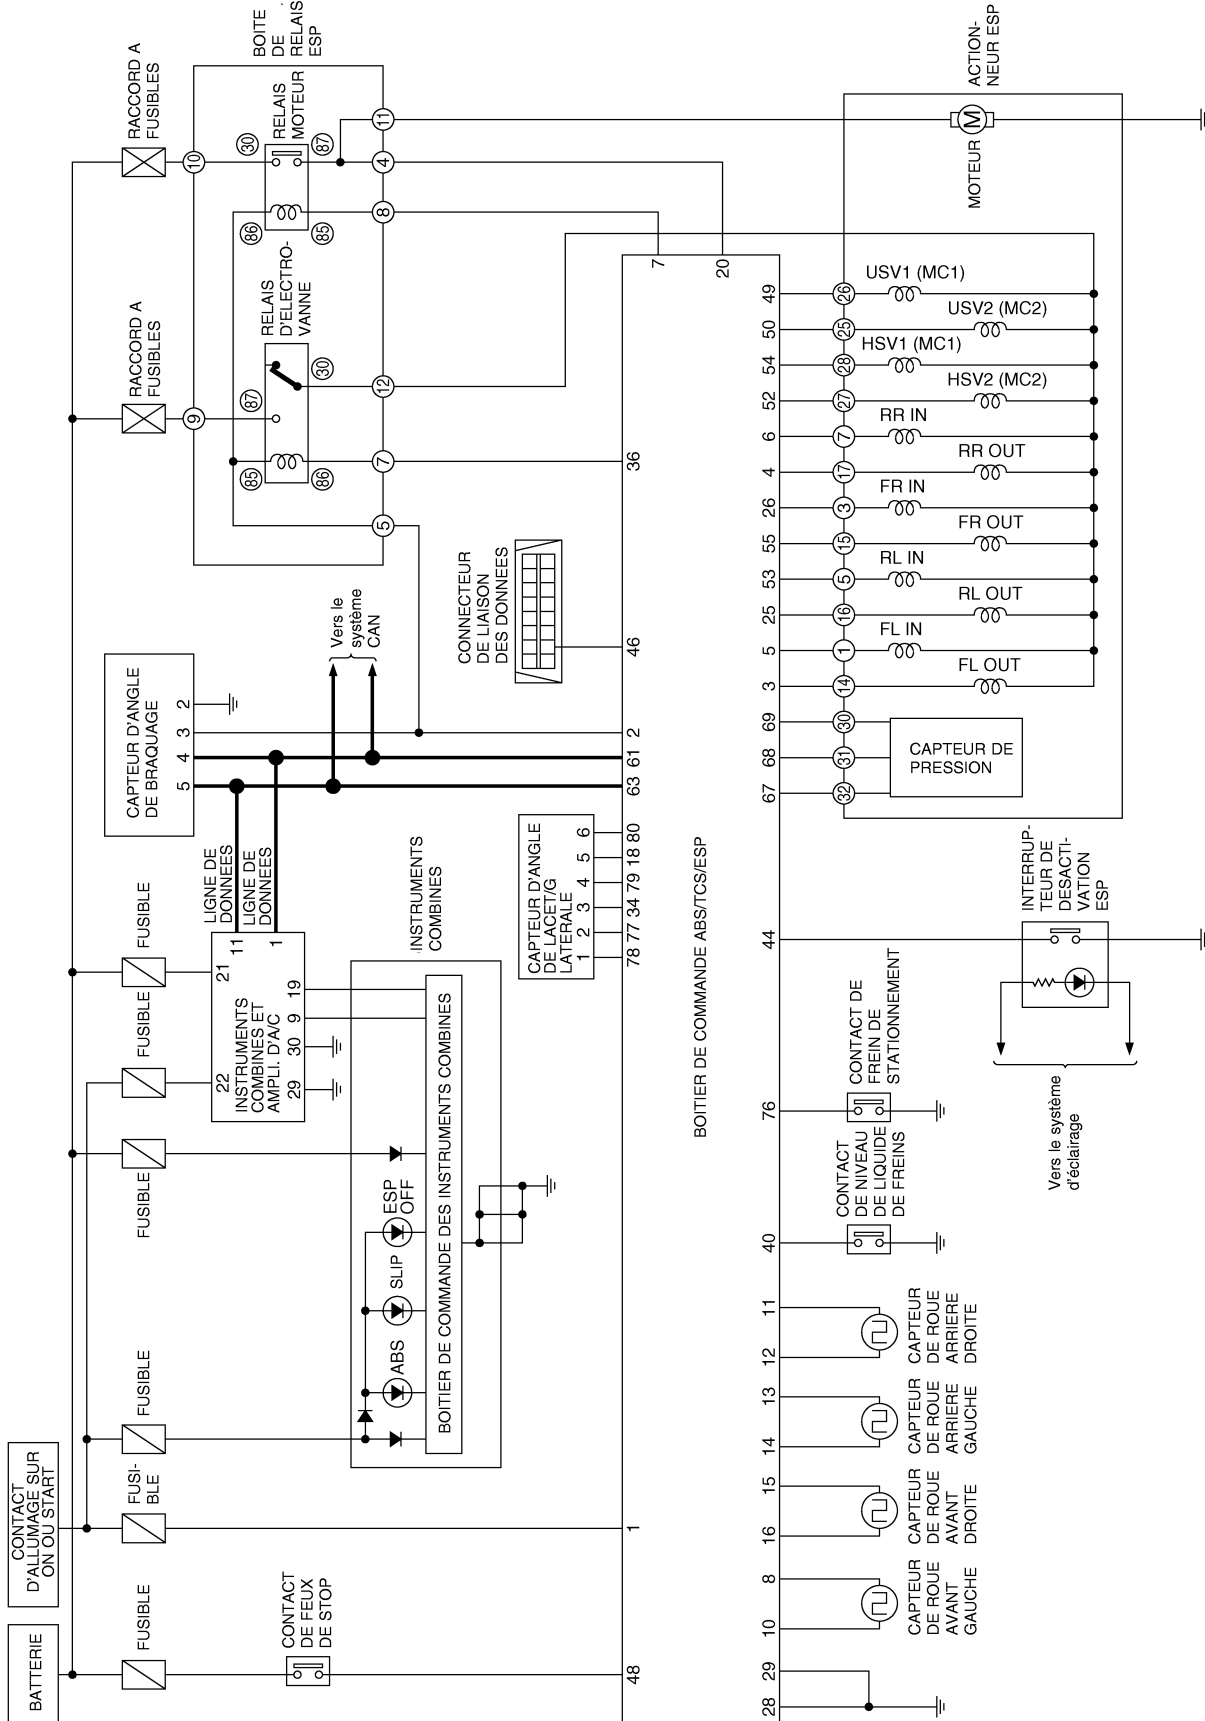 BATTERIE
CONTACT
D'ALLUMAGE SUR
ON OU START
FUSIBLE
FUSI-
BLE
FUSIBLE
FUSIBLE
FUSIBLE
FUSIBLE
RACCORD A
FUSIBLES
RACCORD A
FUSIBLES
CONTACT
DE FEUX
DE STOP
BOITE
DE
RELAIS
ESP
10
30
RELAIS
MOTEUR
87
11
4
86
85
8
9
87
RELAIS
D'ELECTRO-
VANNE
30
12
85
86
7
5
CAPTEUR D'ANGLE
DE BRAQUAGE
5
4
3
2
Vers le
système
CAN
LIGNE DE
DONNEES
LIGNE DE
DONNEES
22
21
11
1
INSTRUMENTS
COMBINES ET
AMPLI. D'A/C
29
30
9
19
INSTRUMENTS
COMBINES
ABS
SLIP
ESP
OFF
BOITIER DE COMMANDE DES INSTRUMENTS COMBINES
CAPTEUR D'ANGLE
DE LACET/G
LATERALE
1 2 3 4 5 6
CONNECTEUR
DE LIAISON
DES DONNEES
48
1
78 77 34 79 18 80
63
61
2
46
36
7
20
BOITIER DE COMMANDE ABS/TCS/ESP
28
29
10
8
16
15
14
13
12
11
40
76
44
67
68
69
3
5
25
53
55
26
4
6
52
54
50
49
CAPTEUR
DE ROUE
AVANT
GAUCHE
CAPTEUR
DE ROUE
AVANT
DROITE
CAPTEUR
DE ROUE
ARRIERE
GAUCHE
CAPTEUR
DE ROUE
ARRIERE
DROITE
CONTACT
DE NIVEAU
DE LIQUIDE
DE FREINS
CONTACT DE
FREIN DE
STATIONNEMENT
INTERRUP-
TEUR DE
DESACTI-
VATION
ESP
Vers le système
d'éclairage
32
31
30
CAPTEUR DE
PRESSION
14
FL OUT
1
FL IN
16
RL OUT
5
RL IN
15
FR OUT
3
FR IN
17
RR OUT
7
RR IN
27
HSV2 (MC2)
28
HSV1 (MC1)
25
USV2 (MC2)
26
USV1 (MC1)
MOTEUR
M
ACTION-
NEUR ESP